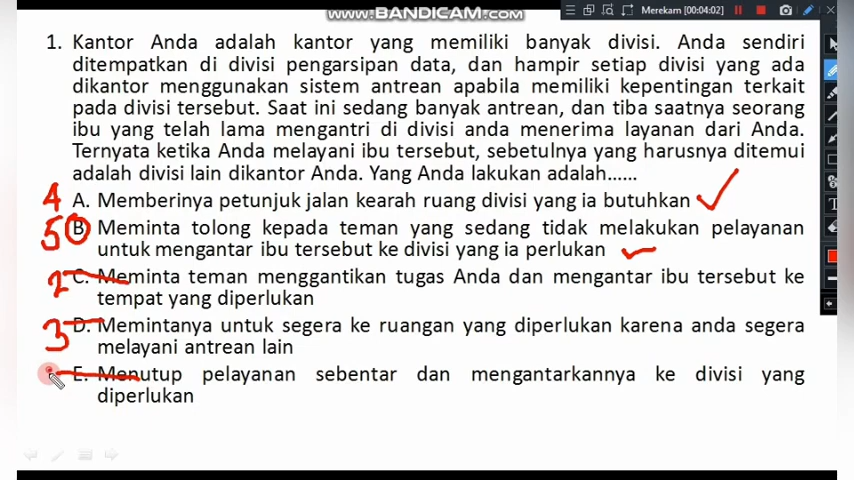 www.BANDICAM.com
Merekam [00:04:02]
1. Kantor Anda adalah kantor yang memiliki banyak divisi. Anda sendiri
ditempatkan di divisi pengarsipan data, dan hampir setiap divisi yang ada
dikantor menggunakan sistem antrean apabila memiliki kepentingan terkait
pada divisi tersebut. Saat ini sedang banyak antrean, dan tiba saatnya seorang
ibu yang telah lama mengantri di divisi anda menerima layanan dari Anda.
Ternyata ketika Anda melayani ibu tersebut, sebetulnya yang harusnya ditemui
adalah divisi lain dikantor Anda. Yang Anda lakukan adalah......
4 A. Memberinya petunjuk jalan kearah ruang divisi yang ia butuhkan
5 B. Meminta tolong kepada teman yang sedang tidak melakukan pelayanan
untuk mengantar ibu tersebut ke divisi yang ia perlukan
2 C. Meminta teman menggantikan tugas Anda dan mengantar ibu tersebut ke
tempat yang diperlukan
3 D. Memintanya untuk segera ke ruangan yang diperlukan karena anda segera
melayani antrean lain
E. Menutup pelayanan sebentar dan mengantarkannya ke divisi yang
diperlukan